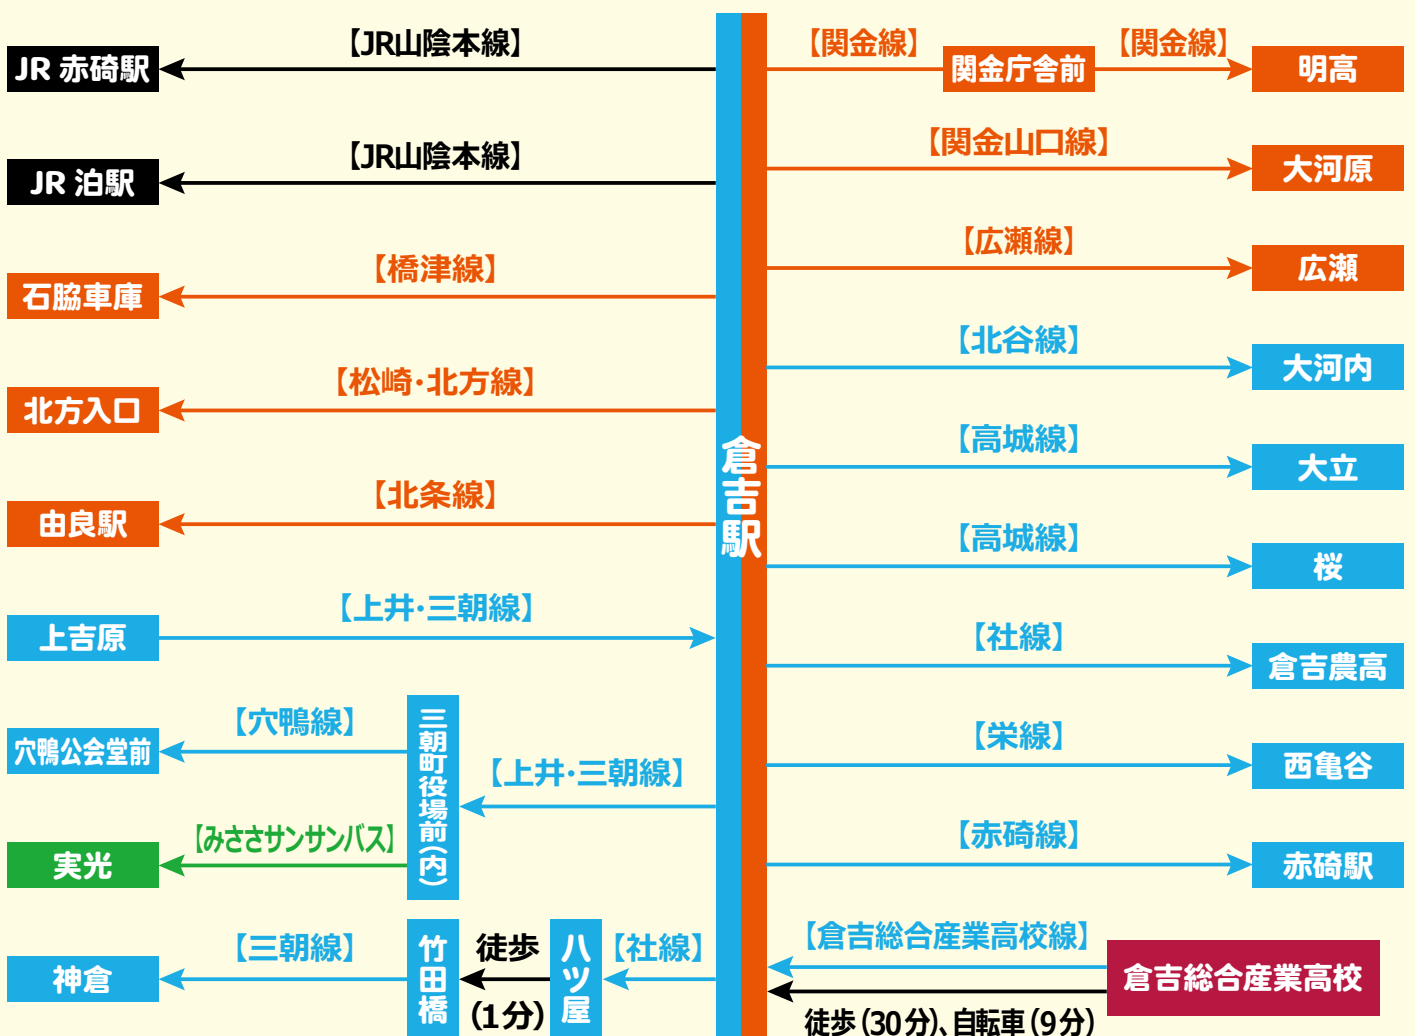 【JR山陰本線】
JR 赤碕駅
【JR山陰本線】
JR 泊駅
【橋津線】
石脇車庫
【松崎・北方線】
北方入口
【北条線】
由良駅
【上井・三朝線】
上吉原
【穴鴨線】
穴鴨公会堂前
三朝町役場前(内)
【上井・三朝線】
【みささサンサンバス】
実光
【三朝線】
神倉
竹田橋
徒歩
(1分)
八ツ屋
【社線】
倉吉駅
【関金線】
関金庁舎前
【関金線】
明高
【関金山口線】
大河原
【広瀬線】
広瀬
【北谷線】
大河内
【高城線】
大立
【高城線】
桜
【社線】
倉吉農高
【栄線】
西亀谷
【赤碕線】
赤碕駅
【倉吉総合産業高校線】
倉吉総合産業高校
徒歩(30分)、自転車(9分)